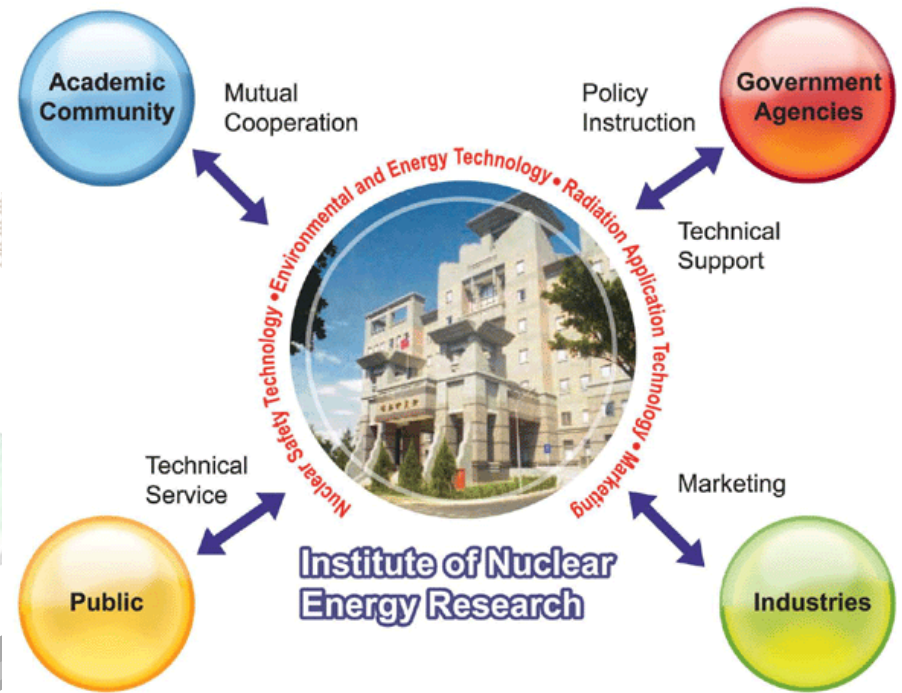 Academic
Community
Mutual
Cooperation
Policy
Instruction
Government
Agencies
Nuclear Safety Technology • Environmental and Energy Technology • Radiation Application Technology • Marketing
Technical
Support
Technical
Service
Marketing
Public
Institute of Nuclear
Energy Research
Industries